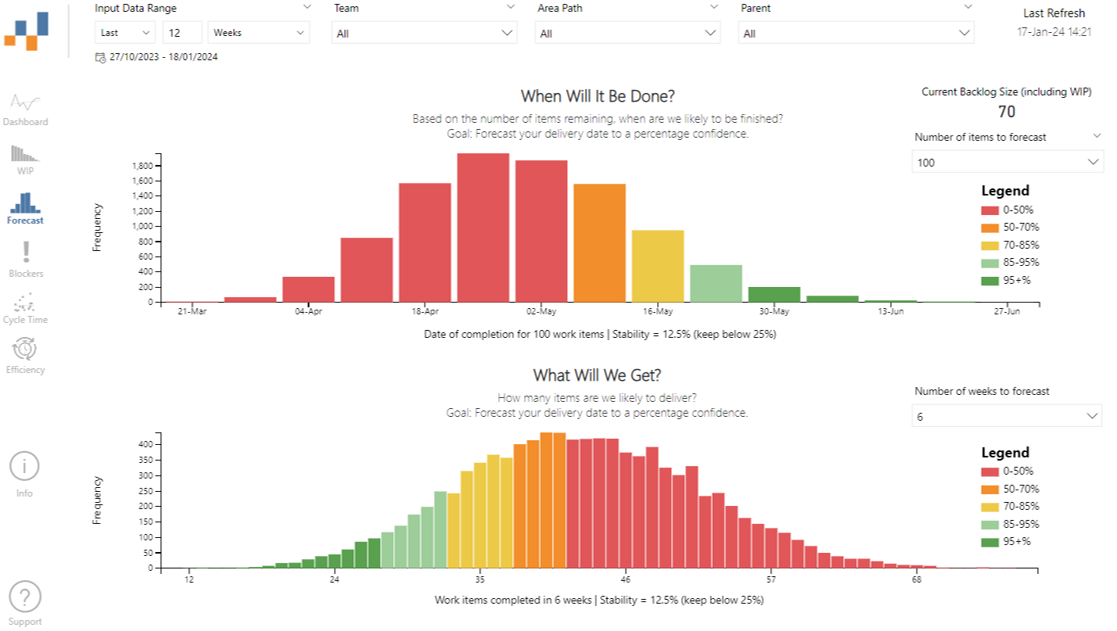 Input Data Range
Team
Area Path
Parent
Last Refresh
Last
12
Weeks
All
All
All
17-Jan-24 14:21
27/10/2023 - 18/01/2024
Dashboard
WIP
Forecast
Blockers
Cycle Time
Efficiency
Info
Support
When Will It Be Done?
Based on the number of items remaining, when are we likely to be finished?
Goal: Forecast your delivery date to a percentage confidence.
Current Backlog Size (including WIP)
70
Number of items to forecast
100
Legend
0-50%
50-70%
70-85%
85-95%
95+%
Frequency
1,800
1,600
1,400
1,200
1,000
800
600
400
200
0
21-Mar 04-Apr 18-Apr 02-May 16-May 30-May 13-Jun 27-Jun
Date of completion for 100 work items | Stability = 12.5% (keep below 25%)
What Will We Get?
How many items are we likely to deliver?
Goal: Forecast your delivery date to a percentage confidence.
Number of weeks to forecast
6
Legend
0-50%
50-70%
70-85%
85-95%
95+%
Frequency
400
350
300
250
200
150
100
50
0
12 24 35 46 57 68
Work items completed in 6 weeks | Stability = 12.5% (keep below 25%)